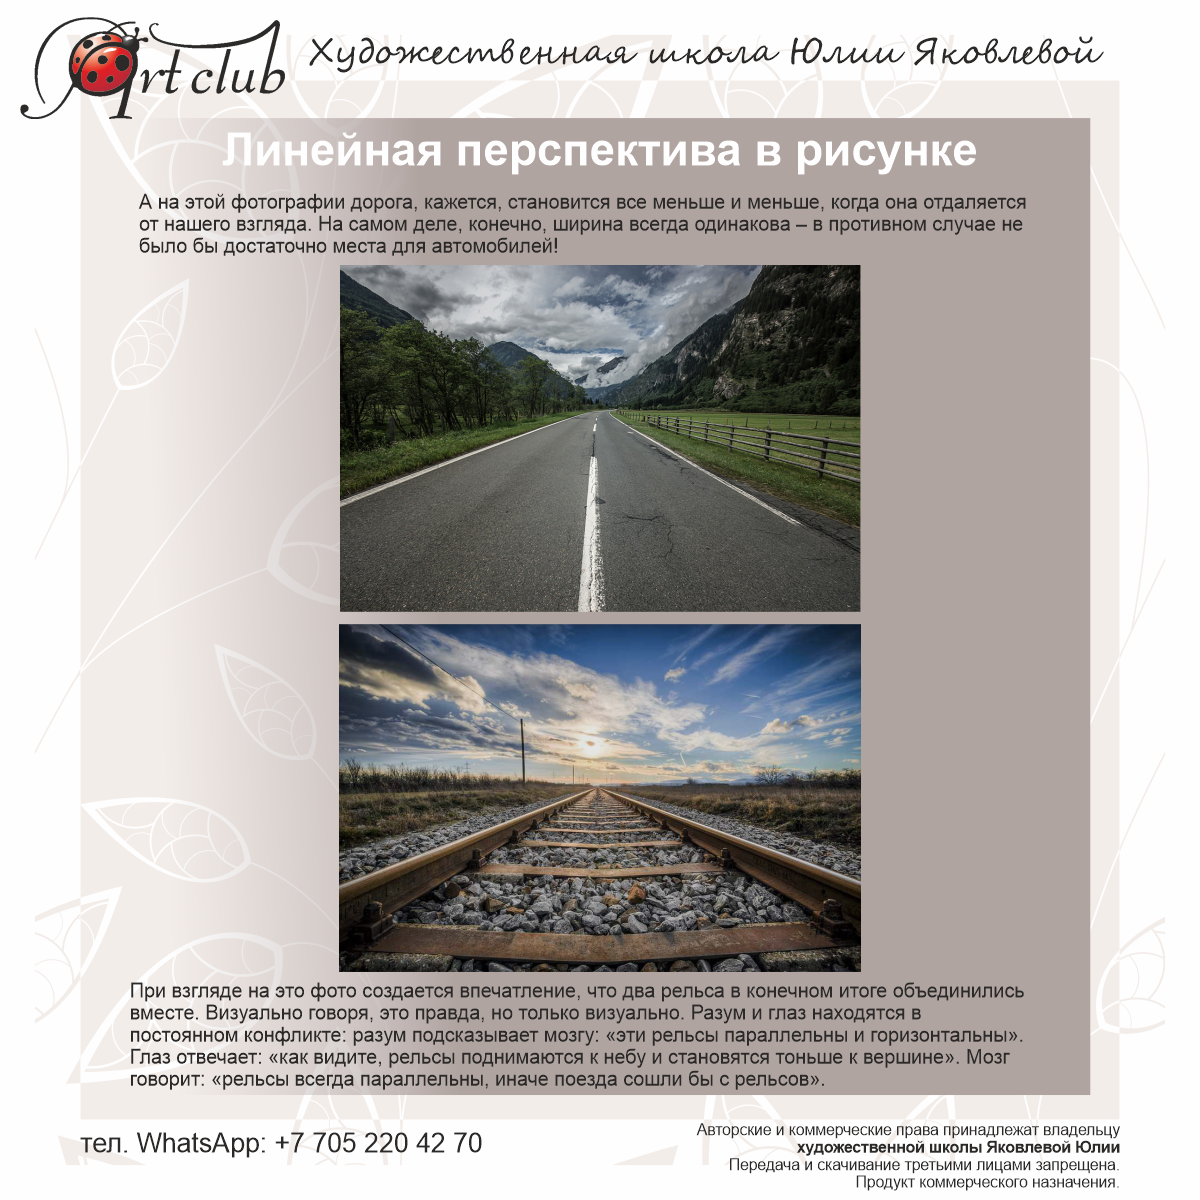 Art club
Художественная школа Юлии Яковлевой
Линейная перспектива в рисунке
А на этой фотографии дорога, кажется, становится все меньше и меньше, когда она отдаляется
от нашего взгляда. На самом деле, конечно, ширина всегда одинакова – в противном случае не
было бы достаточно места для автомобилей!
При взгляде на это фото создается впечатление, что два рельса в конечном итоге объединились
вместе. Визуально говоря, это правда, но только визуально. Разум и глаз находятся в
постоянном конфликте: разум подсказывает мозгу: «эти рельсы параллельны и горизонтальны».
Глаз отвечает: «как видите, рельсы поднимаются к небу и становятся тоньше к вершине». Мозг
говорит: «рельсы всегда параллельны, иначе поезда сошли бы с рельсов».
тел. WhatsApp: +7 705 220 42 70
Авторские и коммерческие права принадлежат владельцу
художественной школы Яковлевой Юлии
Передача и скачивание третьими лицами запрещена.
Продукт коммерческого назначения.